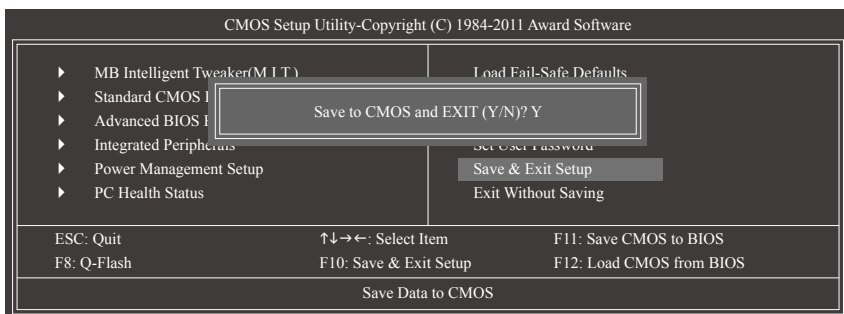 CMOS Setup Utility-Copyright (C) 1984-2011 Award Software
MB Intelligent Tweaker(M.I.T.)
Standard CMOS
Advanced BIOS
Integrated Peripherals
Power Management Setup
PC Health Status
Load Fail-Safe Defaults
Set User Password
Save & Exit Setup
Exit Without Saving
Save to CMOS and EXIT (Y/N)? Y
ESC: Quit ↑↓→←: Select Item F11: Save CMOS to BIOS
F8: Q-Flash F10: Save & Exit Setup F12: Load CMOS from BIOS
Save Data to CMOS